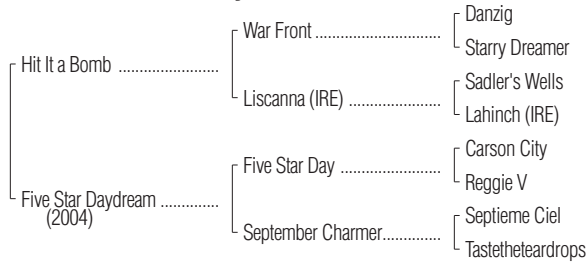 Danzig
War Front ..............................
Starry Dreamer
Hit It a Bomb ........................
Sadler's Wells
Liscanna (IRE) ......................
Lahinch (IRE)
Carson City
Five Star Day ........................
Reggie V
Five Star Daydream ..............
(2004)
Septieme Ciel
September Charmer..............
Tastetheteardrops